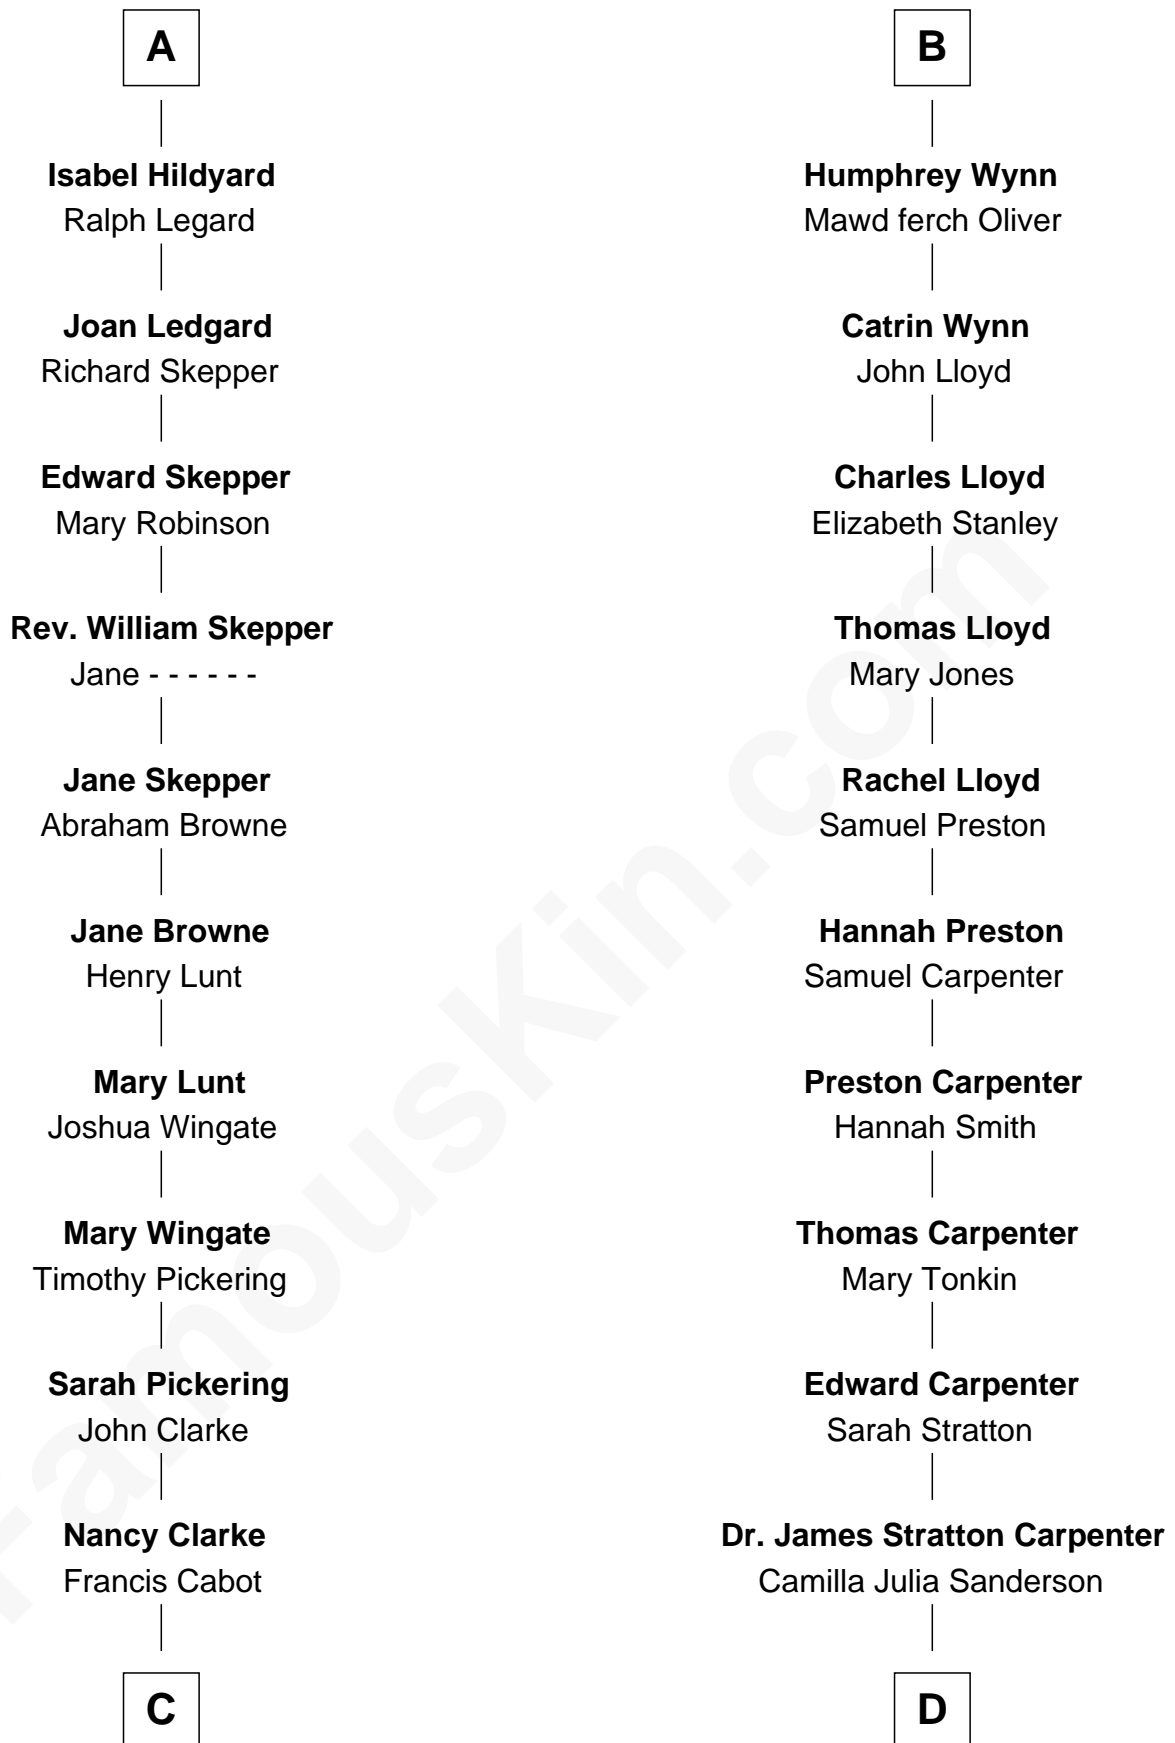 A
Isabel Hildyard
Ralph Legard
Joan Ledgard
Richard Skepper
Edward Skepper
Mary Robinson
Rev. William Skepper
Jane - - - - - -
Jane Skepper
Abraham Browne
Jane Browne
Henry Lunt
Mary Lunt
Joshua Wingate
Mary Wingate
Timothy Pickering
Sarah Pickering
John Clarke
Nancy Clarke
Francis Cabot
C
B
Humphrey Wynn
Mawd ferch Oliver
Catrin Wynn
John Lloyd
Charles Lloyd
Elizabeth Stanley
Thomas Lloyd
Mary Jones
Rachel Lloyd
Samuel Preston
Hannah Preston
Samuel Carpenter
Preston Carpenter
Hannah Smith
Thomas Carpenter
Mary Tonkin
Edward Carpenter
Sarah Stratton
Dr. James Stratton Carpenter
Camilla Julia Sanderson
D
FamousKin.com